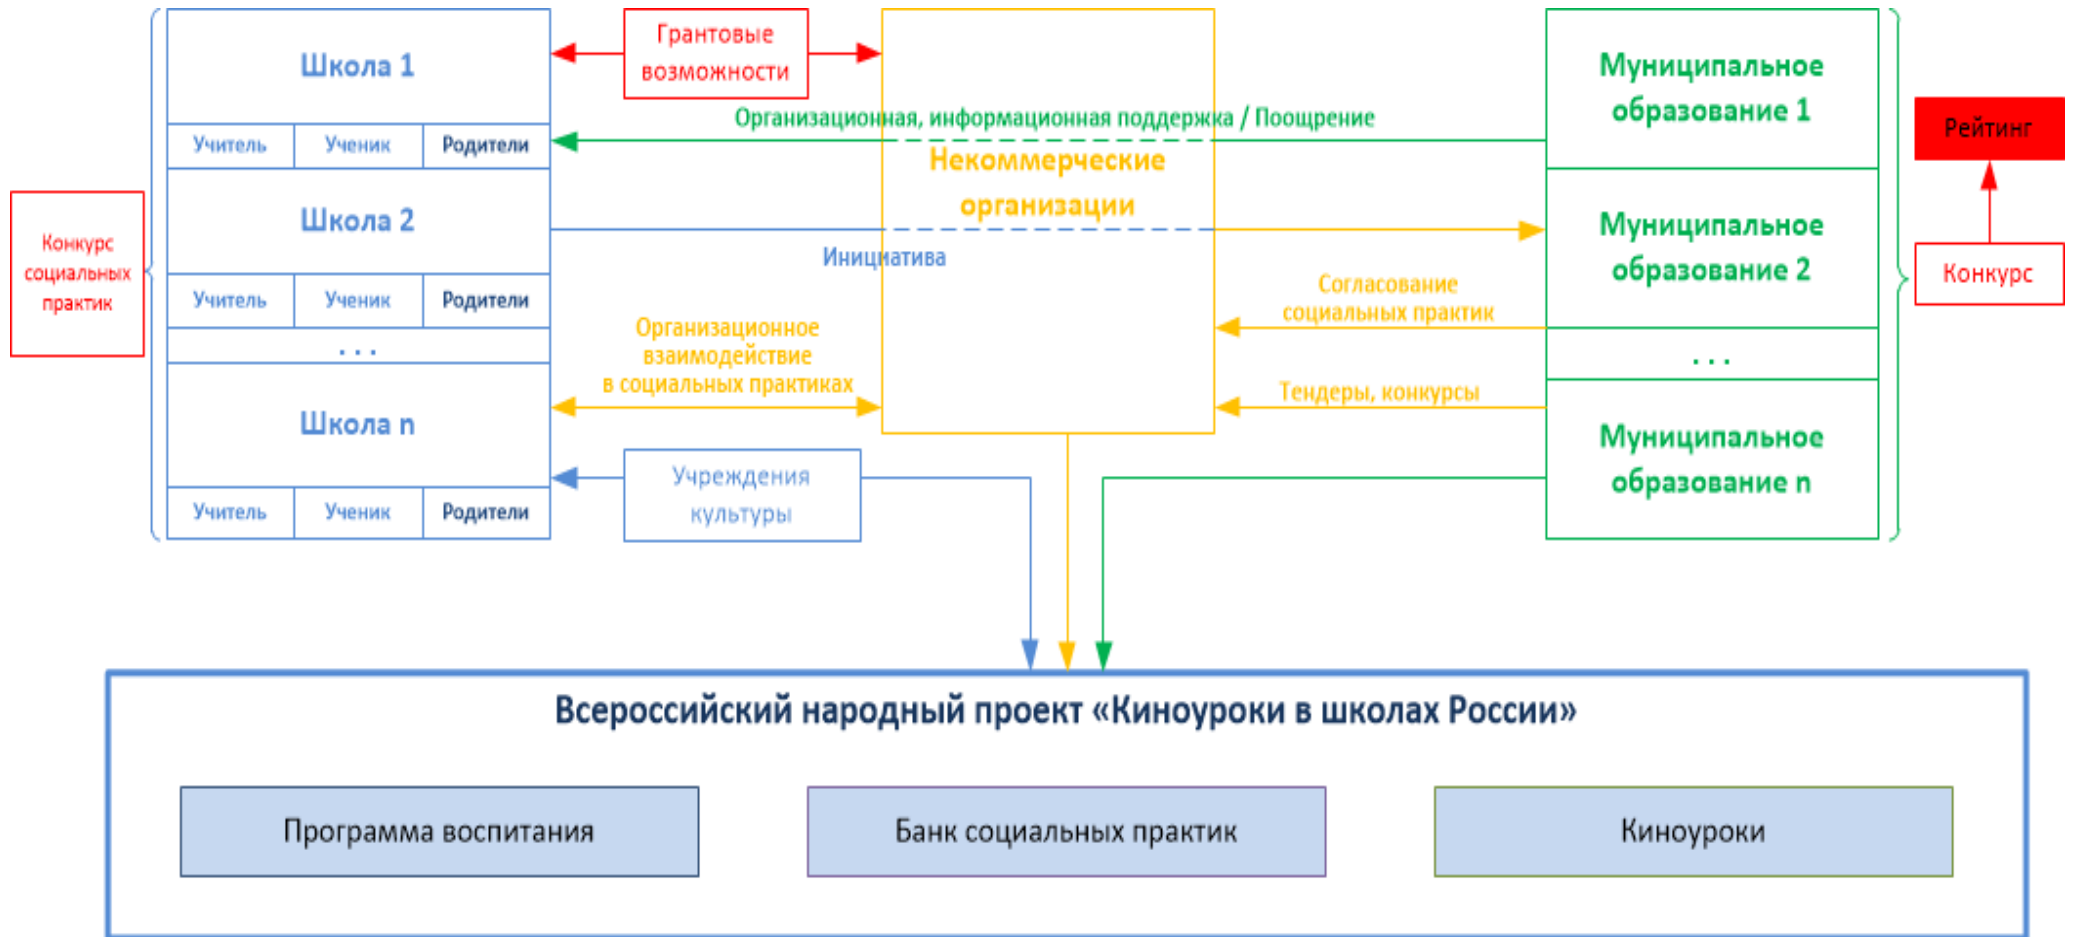 Школа 1
Учитель Ученик Родители
Школа 2
Учитель Ученик Родители
. . .
Школа n
Учитель Ученик Родители
Конкурс
социальных
практик
Грантовые
возможности
Организационная, информационная поддержка / Поощрение
Некоммерческие
организации
Инициатива
Организационное
взаимодействие
в социальных практиках
Учреждения
культуры
Согласование
социальных практик
Тендеры, конкурсы
Муниципальное
образование 1
Муниципальное
образование 2
. . .
Муниципальное
образование n
Рейтинг
Конкурс
Всероссийский народный проект «Киноуроки в школах России»
Программа воспитания
Банк социальных практик
Киноуроки